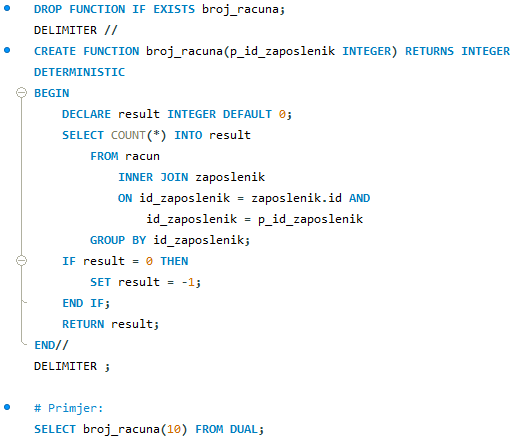 DROP FUNCTION IF EXISTS broj_racuna;
DELIMITER //
CREATE FUNCTION broj_racuna(p_id_zaposlenik INTEGER) RETURNS INTEGER
DETERMINISTIC
BEGIN
    DECLARE result INTEGER DEFAULT 0;
    SELECT COUNT(*) INTO result
        FROM racun
            INNER JOIN zaposlenik
            ON id_zaposlenik = zaposlenik.id AND
                id_zaposlenik = p_id_zaposlenik
        GROUP BY id_zaposlenik;
    IF result = 0 THEN
        SET result = -1;
    END IF;
    RETURN result;
END//
DELIMITER ;
# Primjer:
SELECT broj_racuna(10) FROM DUAL;